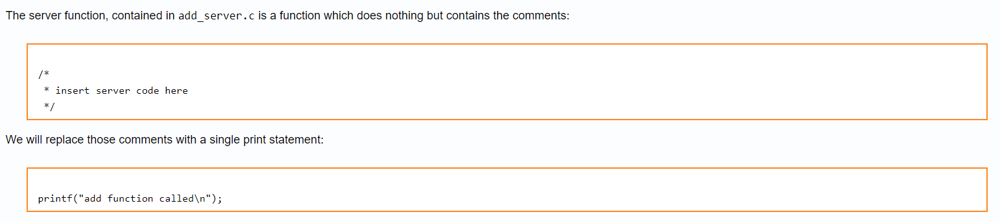 The server function, contained in add_server.c is a function which does nothing but contains the comments:
/*
 * insert server code here
 */
We will replace those comments with a single print statement:
printf("add function called\n");